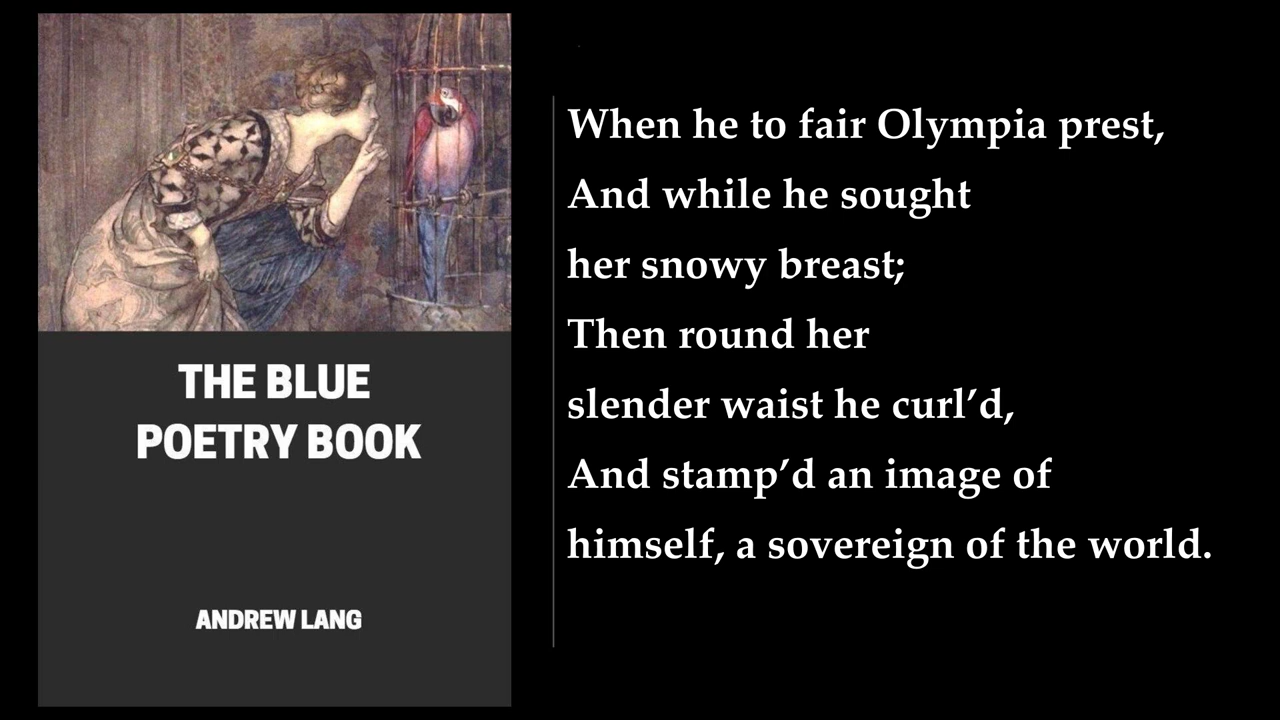 THE BLUE
POETRY BOOK
ANDREW LANG
When he to fair Olympia prest,
And while he sought
her snowy breast;
Then round her
slender waist he curl’d,
And stamp’d an image of
himself, a sovereign of the world.